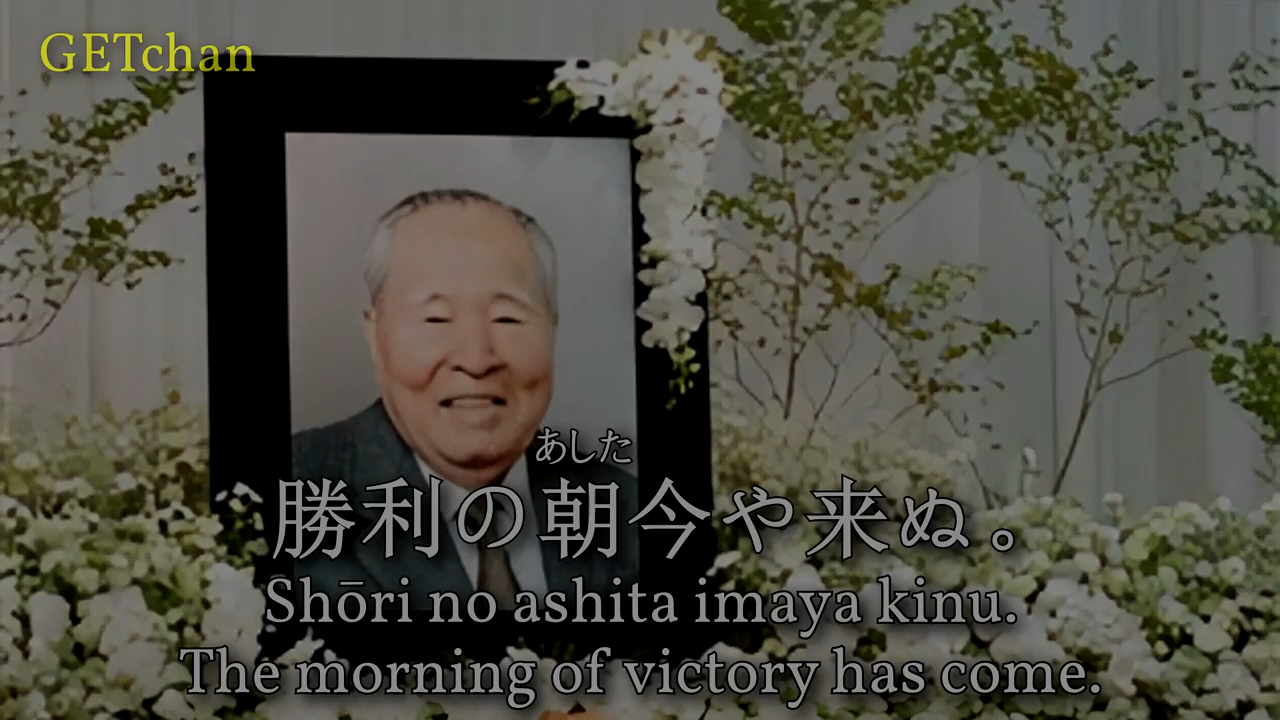 GETchan
あした
勝利の朝今や来ぬ。
Shōri no ashita imaya kinu.
The morning of victory has come.